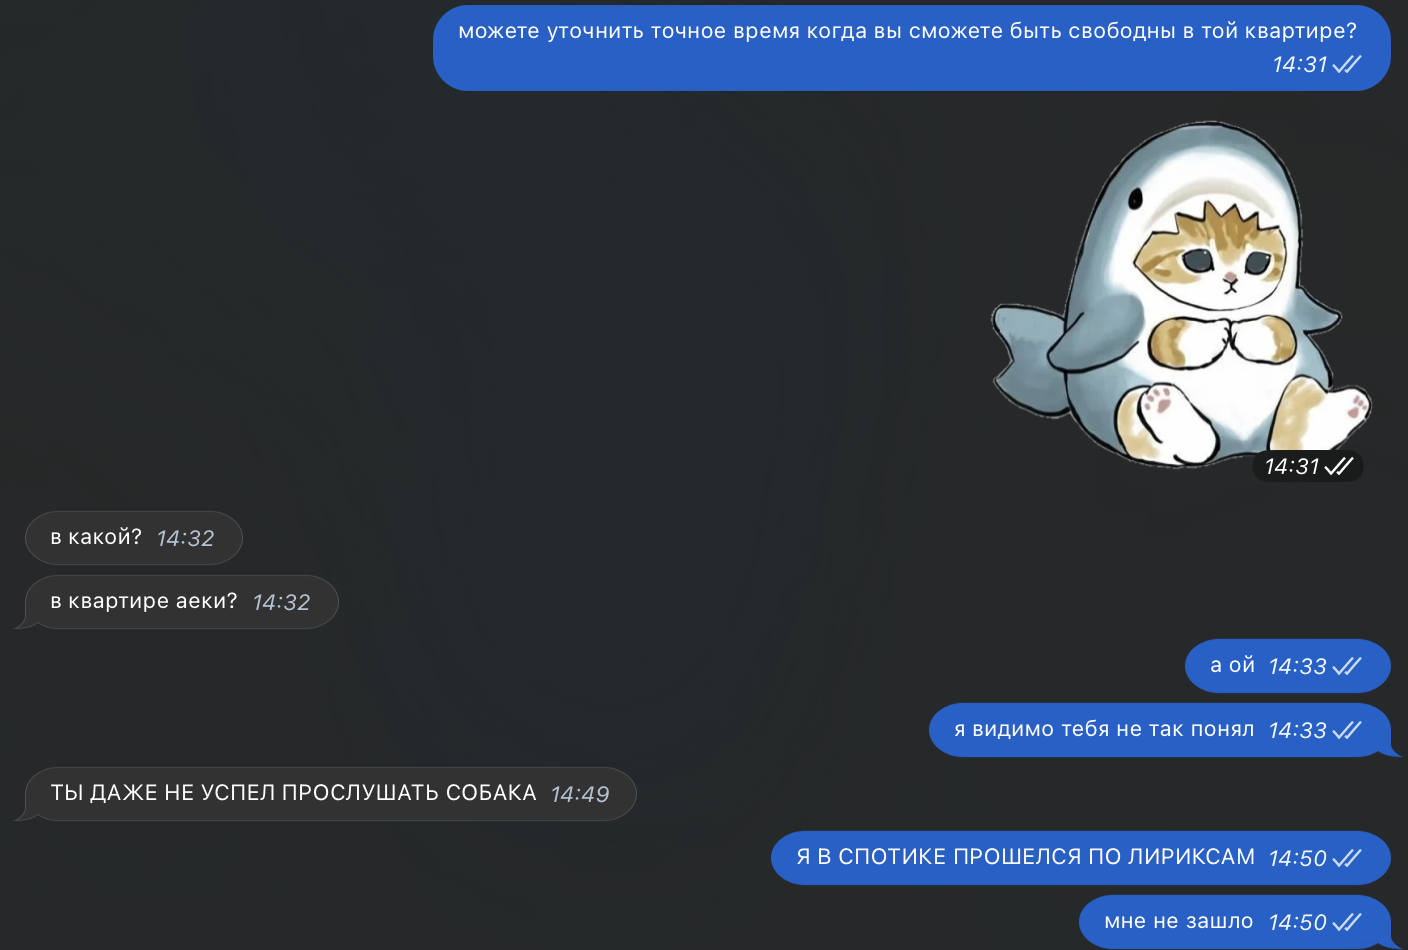 можете уточнить точное время когда вы сможете быть свободны в той квартире?
14:31
14:31
в какой? 14:32
в квартире аеки? 14:32
а ой 14:33
я видимо тебя не так понял 14:33
ТЫ ДАЖЕ НЕ УСПЕЛ ПРОСЛУШАТЬ СОБАКА 14:49
Я В СПОТИКЕ ПРОШЕЛСЯ ПО ЛИРИКСАМ 14:50
мне не зашло 14:50